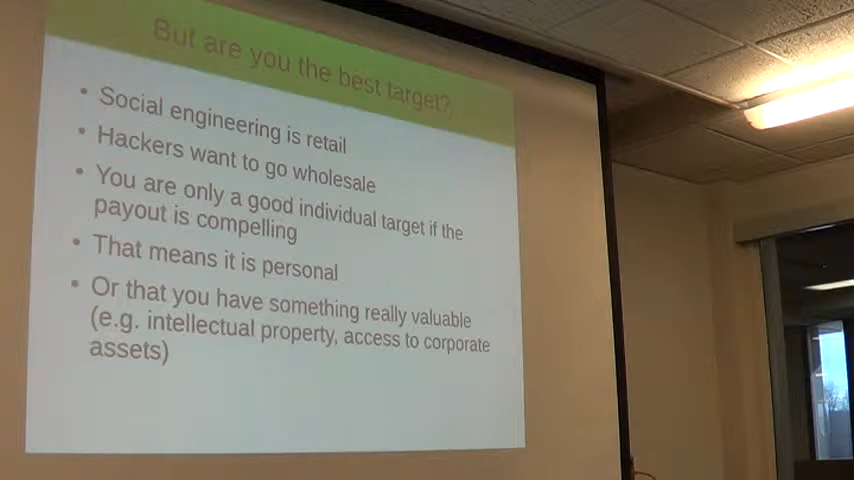 But are you the best target?
• Social engineering is retail
• Hackers want to go wholesale
• You are only a good individual target if the
payout is compelling
• That means it is personal
• Or that you have something really valuable
(e.g. intellectual property, access to corporate
assets)